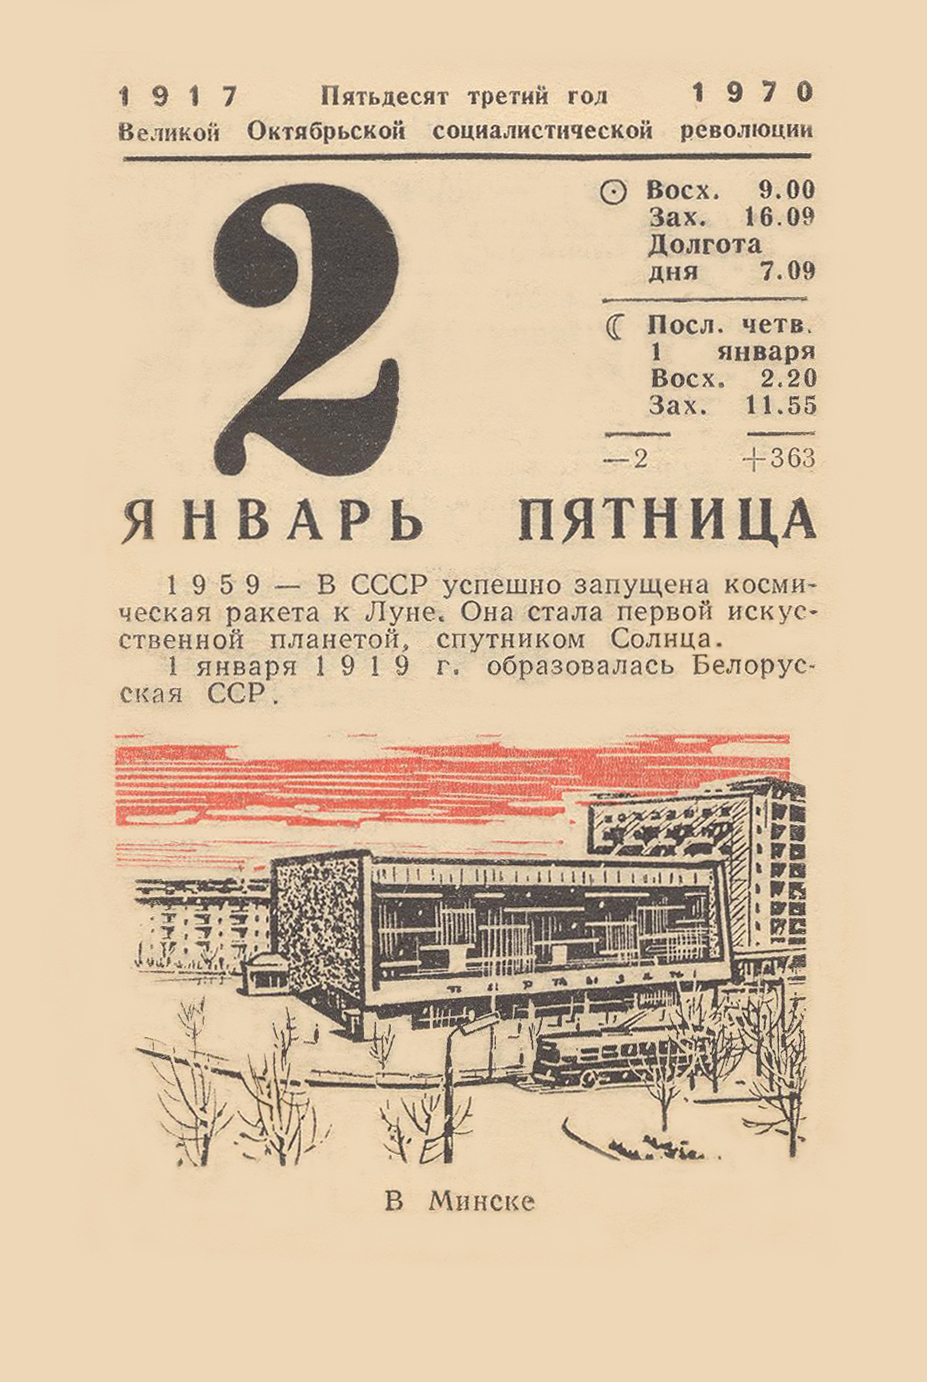 1917 Пятьдесят третий год 1970
Великой Октябрьской социалистической революции
2
Восх. 9.00
Зах. 16.09
Долгота
дня 7.09
Посл. четв.
1 января
Восх. 2.20
Зах. 11.55
—2 +363
ЯНВАРЬ ПЯТНИЦА
1959 — В СССР успешно запущена косми-
ческая ракета к Луне. Она стала первой искус-
ственной планетой, спутником Солнца.
1 января 1919 г. образовалась Белорус-
ская ССР.
партызаны
В Минске